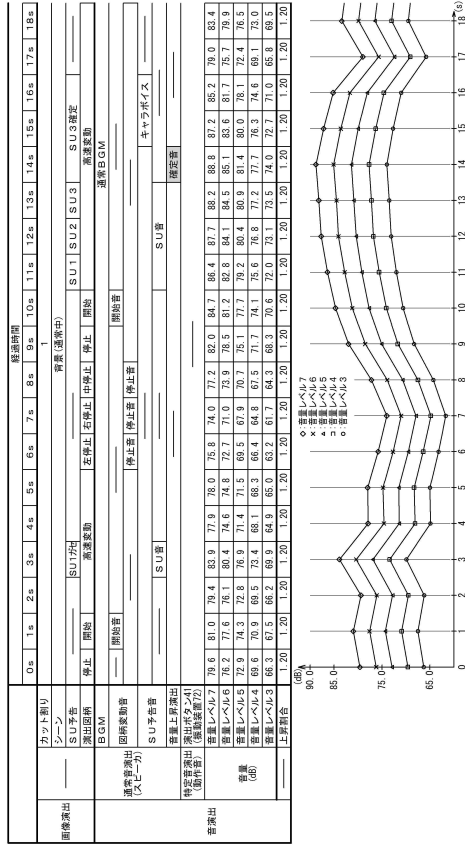 経過時間
0s 1s 2s 3s 4s 5s 6s 7s 8s 9s 10s 11s 12s 13s 14s 15s 16s 17s 18s
画像演出
カット割り 1
シーン 背景(通常中)
SU予告 SU1ガセ SU1 SU2 SU3 SU3確定
演出図柄 停止 開始 高速変動 左停止 右停止 中停止 停止 開始 高速変動
音演出
通常音演出
(スピーカ)
BGM 通常BGM
図柄変動音 開始音 停止音 停止音 停止音 開始音
SU予告音 SU音 SU音 キャラボイス
音量上昇演出 確定音
特定音演出
(動作音)
演出ボタン41
(振動装置72)
音量
(dB)
音量レベル7 79.6 81.0 79.4 83.9 77.9 78.0 75.8 74.0 77.2 82.0 84.7 86.4 87.7 88.2 88.8 87.2 85.2 79.0 83.4
音量レベル6 76.2 77.6 76.1 80.4 74.6 74.8 72.7 71.0 73.9 78.5 81.2 82.8 84.1 84.5 85.1 83.6 81.7 75.7 79.9
音量レベル5 72.9 74.3 72.8 76.9 71.4 71.5 69.5 67.9 70.7 75.1 77.7 79.2 80.4 80.9 81.4 80.0 78.1 72.4 76.5
音量レベル4 69.6 70.9 69.5 73.4 68.1 68.3 66.4 64.8 67.5 71.7 74.1 75.6 76.8 77.2 77.7 76.3 74.6 69.1 73.0
音量レベル3 66.3 67.5 66.2 69.9 64.9 65.0 63.2 61.7 64.3 68.3 70.6 72.0 73.1 73.5 74.0 72.7 71.0 65.8 69.5
上昇割合 1.20 1.20 1.20 1.20 1.20 1.20 1.20 1.20 1.20 1.20 1.20 1.20 1.20 1.20 1.20 1.20 1.20 1.20 1.20
(dB)
90.0
85.0
75.0
65.0
◇:音量レベル7
×:音量レベル6
▲:音量レベル5
□:音量レベル4
○:音量レベル3
0 1 2 3 4 5 6 7 8 9 10 11 12 13 14 15 16 17 18 (s)